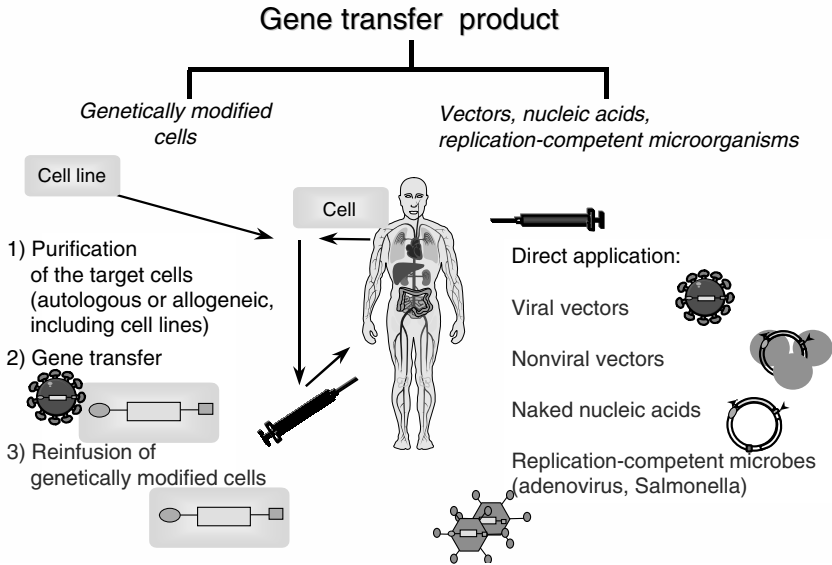 Gene transfer product
Genetically modified
cells
Vectors, nucleic acids,
replication-competent microorganisms
Cell line
Cell
1) Purification
of the target cells
(autologous or allogeneic,
including cell lines)
2) Gene transfer
3) Reinfusion of
genetically modified cells
Direct application:
Viral vectors
Nonviral vectors
Naked nucleic acids
Replication-competent microbes
(adenovirus, Salmonella)